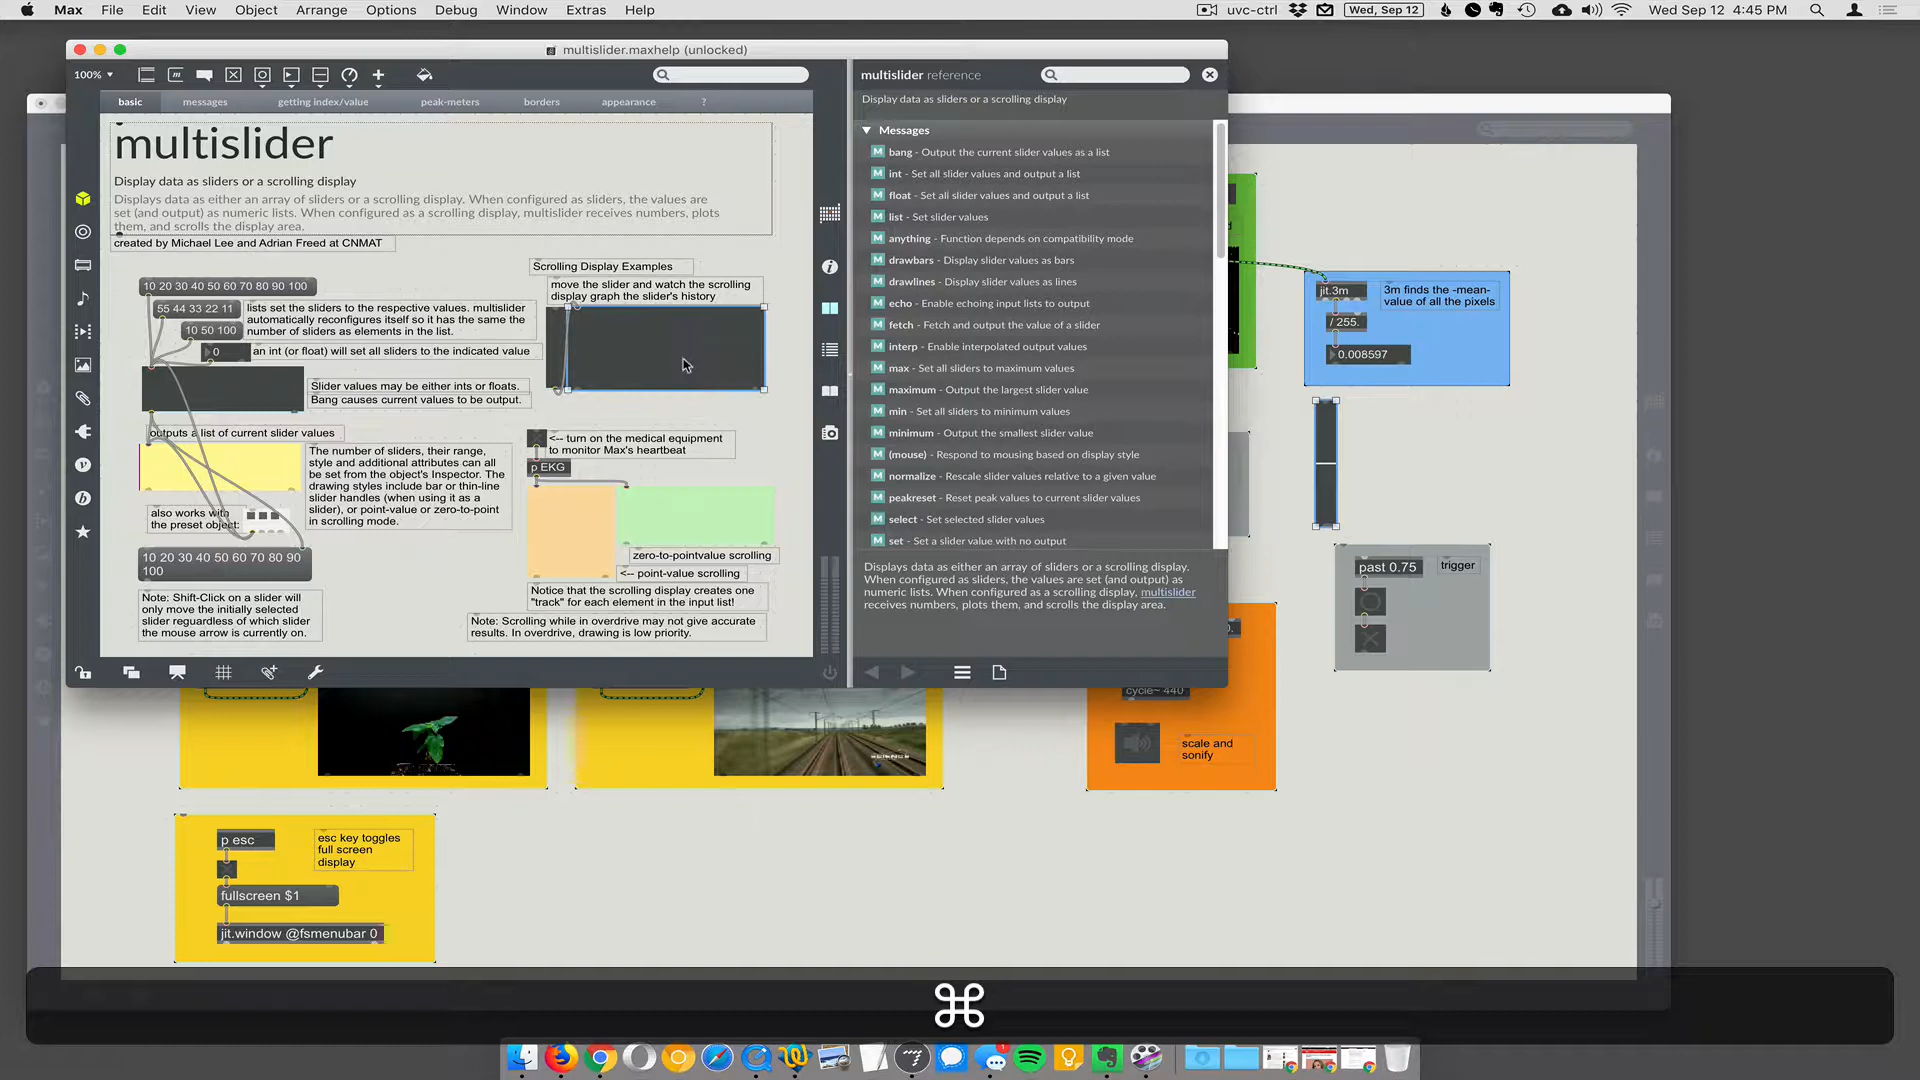 Max File Edit View Object Arrange Options Debug Window Extras Help
uvc-ctrl Wed, Sep 12 Wed Sep 12 4:45 PM
multislider.maxhelp (unlocked)
100%
basic messages getting index/value peak-meters borders appearance ?
multislider
Display data as sliders or a scrolling display
Displays data as either an array of sliders or a scrolling display. When configured as sliders, the values are
set (and output) as numeric lists. When configured as a scrolling display, multislider receives numbers, plots
them, and scrolls the display area.
created by Michael Lee and Adrian Freed at CNMAT
10 20 30 40 50 60 70 80 90 100
55 44 33 22 11
lists set the sliders to the respective values. multislider
automatically reconfigures itself so it has the same the
number of sliders as elements in the list.
10 50 100
0
an int (or float) will set all sliders to the indicated value
Slider values may be either ints or floats.
Bang causes current values to be output.
outputs a list of current slider values
The number of sliders, their range,
style and additional attributes can all
be set from the object's Inspector. The
drawing styles include bar or thin-line
slider handles (when using it as a
slider), or point-value or zero-to-point
in scrolling mode.
also works with
the preset object:
10 20 30 40 50 60 70 80 90
100
Note: Shift-Click on a slider will
only move the initially selected
slider reguardless of which slider
the mouse arrow is currently on.
Scrolling Display Examples
move the slider and watch the scrolling
display graph the slider's history
<-- turn on the medical equipment
to monitor Max's heartbeat
p EKG
zero-to-pointvalue scrolling
<-- point-value scrolling
Notice that the scrolling display creates one
"track" for each element in the input list!
Note: Scrolling while in overdrive may not give accurate
results. In overdrive, drawing is low priority.
multislider reference
Display data as sliders or a scrolling display
Messages
M bang - Output the current slider values as a list
M int - Set all slider values and output a list
M float - Set all slider values and output a list
M list - Set slider values
M anything - Function depends on compatibility mode
M drawbars - Display slider values as bars
M drawlines - Display slider values as lines
M echo - Enable echoing input lists to output
M fetch - Fetch and output the value of a slider
M interp - Enable interpolated output values
M max - Set all sliders to maximum values
M maximum - Output the largest slider value
M min - Set all sliders to minimum values
M minimum - Output the smallest slider value
M (mouse) - Respond to mousing based on display style
M normalize - Rescale slider values relative to a given value
M peakreset - Reset peak values to current slider values
M select - Set selected slider values
M set - Set a slider value with no output
Displays data as either an array of sliders or a scrolling display.
When configured as sliders, the values are set (and output) as
numeric lists. When configured as a scrolling display, multislider
receives numbers, plots them, and scrolls the display area.
jit.3m
3m finds the -mean-
value of all the pixels
/ 255.
0.008597
past 0.75
trigger
cycle~ 440
scale and
sonify
p esc
esc key toggles
full screen
display
fullscreen $1
jit.window @fsmenubar 0
⌘